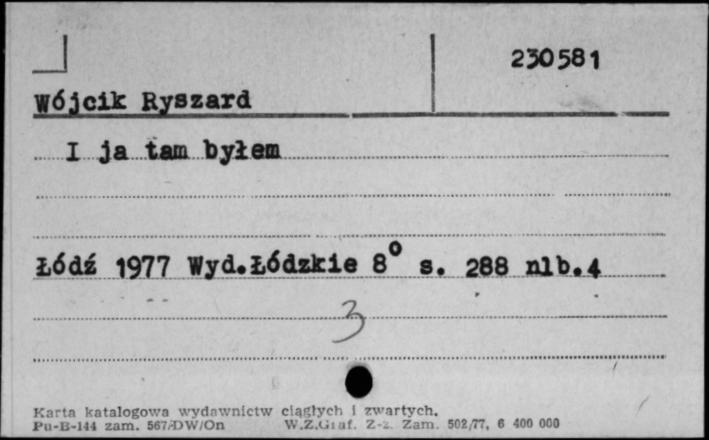 230581
Wójcik Ryszard
I ja tam byłem
Łódź 1977 Wyd.Łódzkie 8° s. 288 nlb.4
3
Karta katalogowa wydawnictw ciągłych i zwartych.
Pu-B-144 zam. 567/DW/On W.Z.Graf. Z-z. Zam. 502/77, 6 400 000